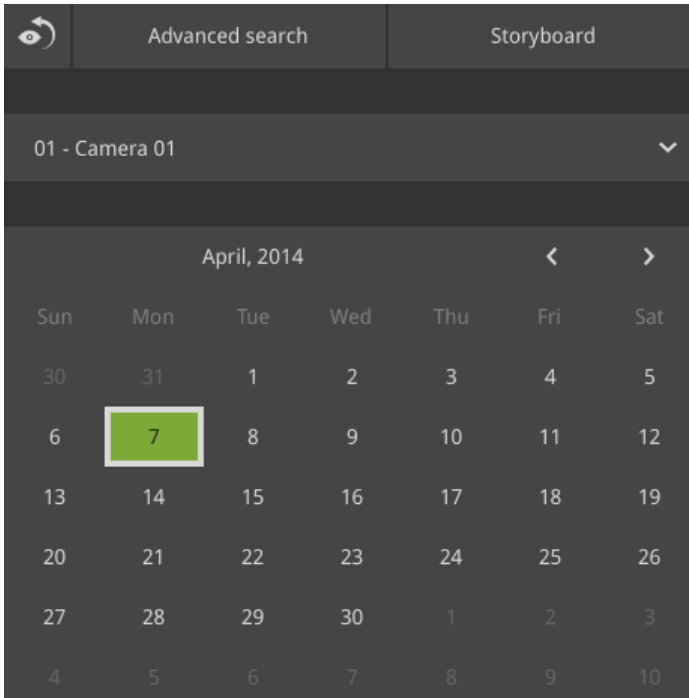 Advanced search Storyboard
01 - Camera 01
April, 2014
Sun Mon Tue Wed Thu Fri Sat
30 31 1 2 3 4 5
6 7 8 9 10 11 12
13 14 15 16 17 18 19
20 21 22 23 24 25 26
27 28 29 30 1 2 3
4 5 6 7 8 9 10